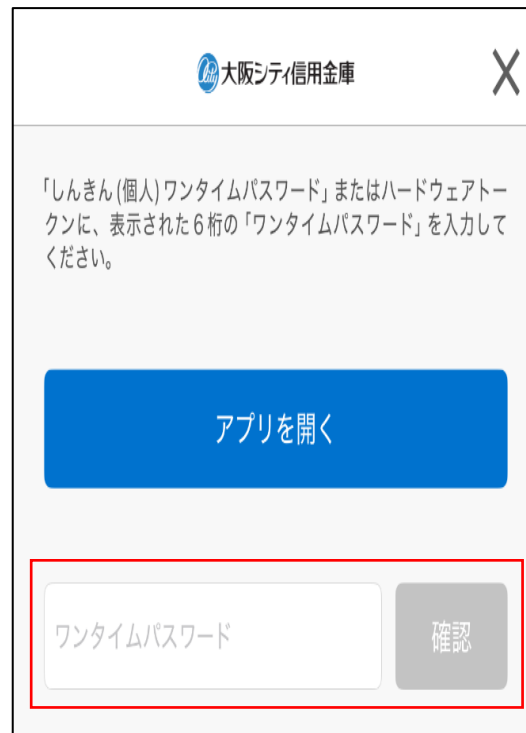 City 大阪シティ信用金庫
「しんきん(個人)ワンタイムパスワード」またはハードウェアトー
クンに、表示された6桁の「ワンタイムパスワード」を入力して
ください。
アプリを開く
ワンタイムパスワード 確認